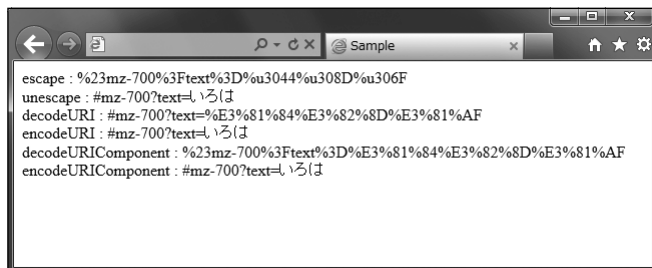 Sample
escape : %23mz-700%3Ftext%3D%u3044%u308D%u306F
unescape : #mz-700?text=いろは
decodeURI : #mz-700?text=%E3%81%84%E3%82%8D%E3%81%AF
encodeURI : #mz-700?text=いろは
decodeURIComponent : %23mz-700%3Ftext%3D%E3%81%84%E3%82%8D%E3%81%AF
encodeURIComponent : #mz-700?text=いろは